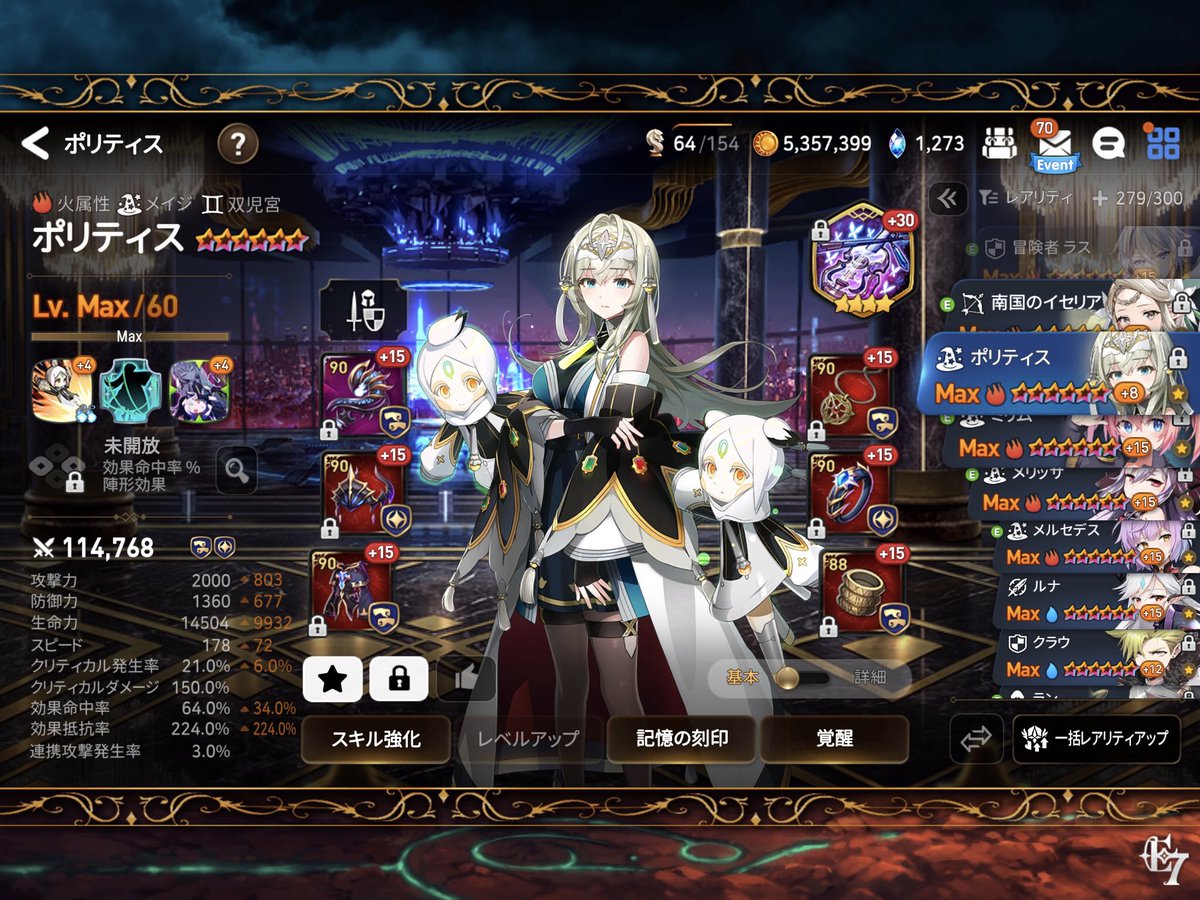 ポリティス
?
64/154
5,357,399
1,273
70
Event
火属性 メイジ 双児宮
ポリティス
Lv. Max/60
Max
+4
+4
未開放
効果命中率%
陣形効果
114,768
攻撃力 2000 803
防御力 1360 677
生命力 14504 9932
スピード 178 72
クリティカル発生率 21.0% 6.0%
クリティカルダメージ 150.0%
効果命中率 64.0% 34.0%
効果抵抗率 224.0% 224.0%
連携攻撃発生率 3.0%
90 +15
90 +15
90 +15
+30
90 +15
90 +15
88 +15
基本 詳細
スキル強化
レベルアップ
記憶の刻印
覚醒
レアリティ + 279/300
E 冒険者 ラス
Max +15
E 南国のイセリア
Max
ポリティス
Max +8
E
Max +15
E メリッサ
Max +15
E メルセデス
Max +15
ルナ
Max +15
クラウ
Max +12
一括レアリティアップ
E7